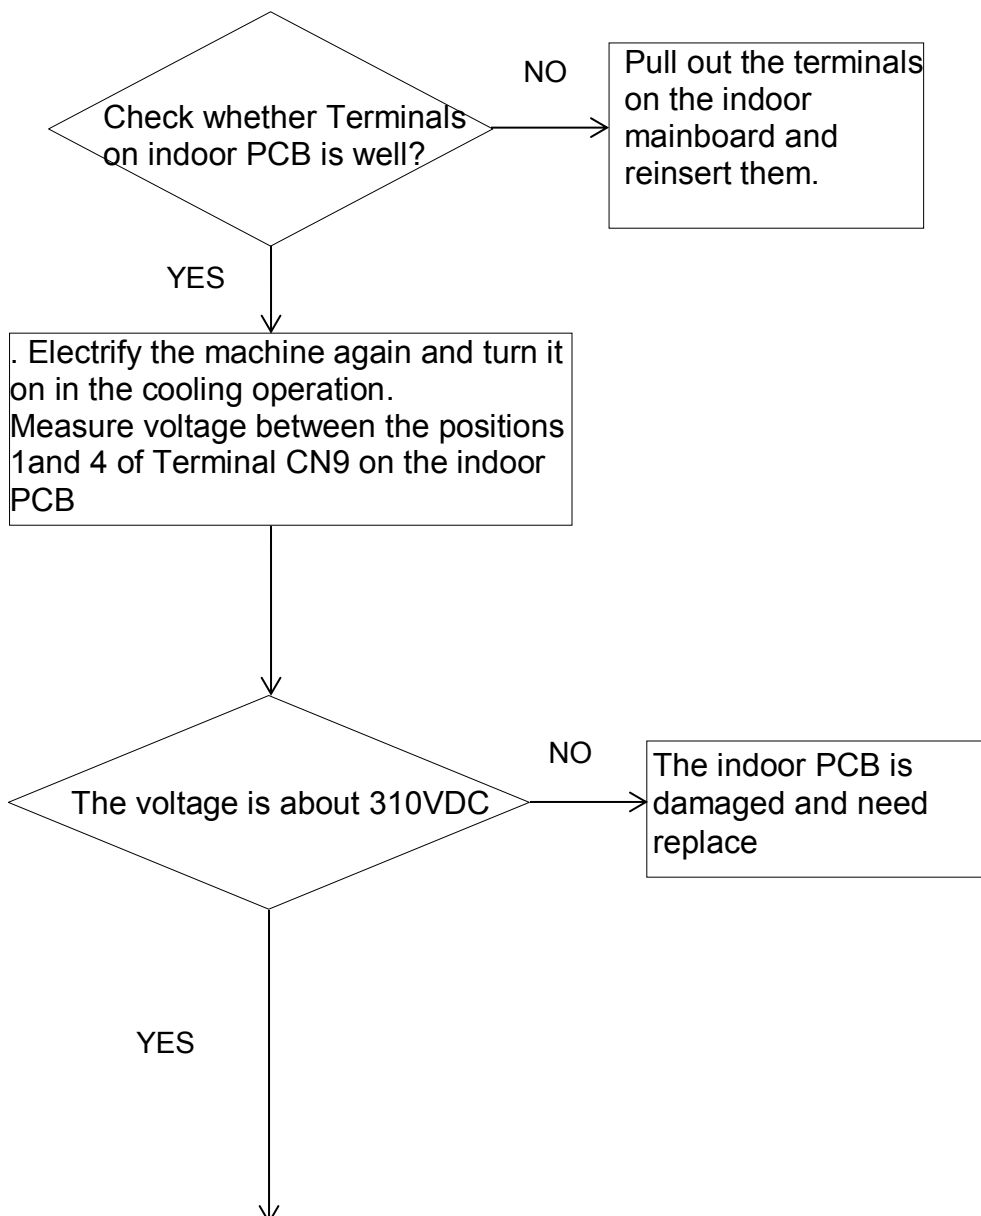 Check whether Terminals
on indoor PCB is well?
NO
Pull out the terminals
on the indoor
mainboard and
reinsert them.
YES
. Electrify the machine again and turn it
on in the cooling operation.
Measure voltage between the positions
1and 4 of Terminal CN9 on the indoor
PCB
The voltage is about 310VDC
NO
The indoor PCB is
damaged and need
replace
YES